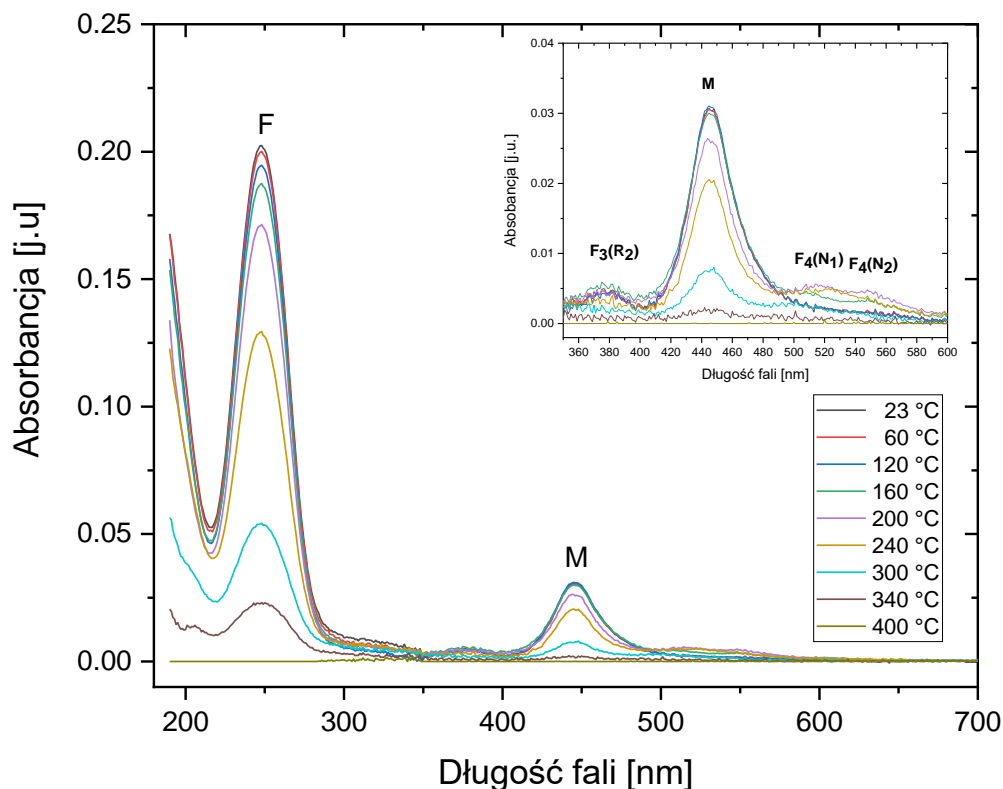 0.25
0.20
0.15
0.10
0.05
0.00
Absorbancja [j.u]
200 300 400 500 600 700
Długość fali [nm]
F
M
0.04
0.03
0.02
0.01
0.00
Absobancja [j.u.]
M
F₃(R₂)
F₄(N₁) F₄(N₂)
360 380 400 420 440 460 480 500 520 540 560 580 600
Długość fali [nm]
23 °C
60 °C
120 °C
160 °C
200 °C
240 °C
300 °C
340 °C
400 °C